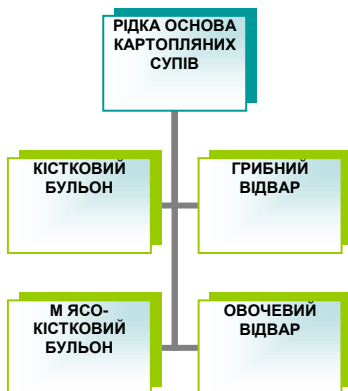 РІДКА ОСНОВА
КАРТОПЛЯНИХ
СУПІВ
КІСТКОВИЙ
БУЛЬОН
ГРИБНИЙ
ВІДВАР
М ЯСО-
КІСТКОВИЙ
БУЛЬОН
ОВОЧЕВИЙ
ВІДВАР